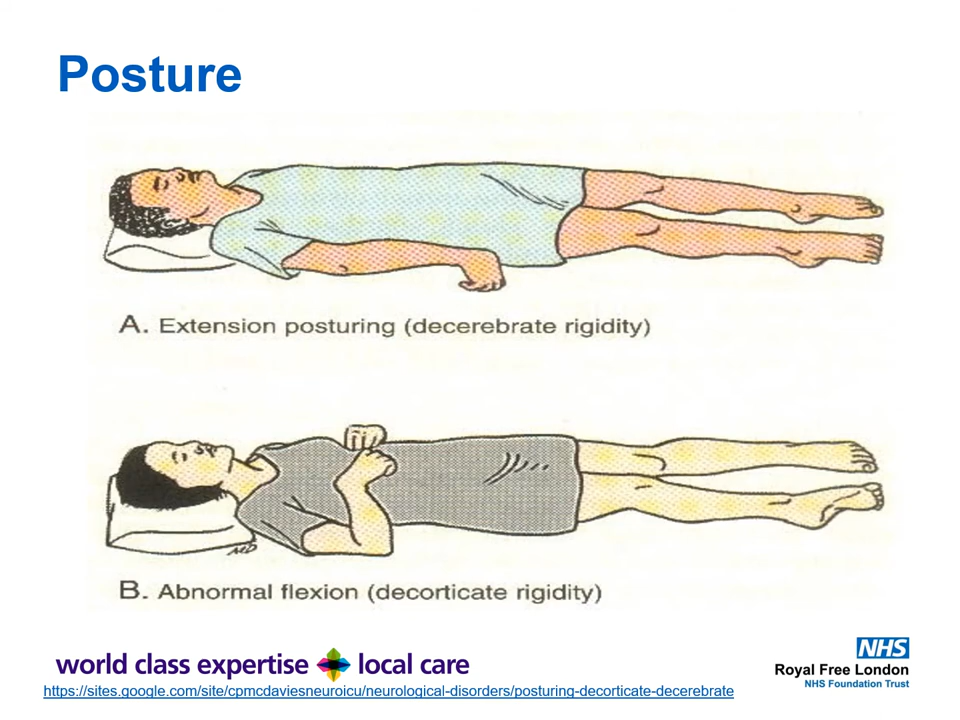 Posture
A. Extension posturing (decerebrate rigidity)
MD
B. Abnormal flexion (decorticate rigidity)
world class expertise local care
NHS
Royal Free London
NHS Foundation Trust
https://sites.google.com/site/cpmcdaviesneuroicu/neurological-disorders/posturing-decorticate-decerebrate